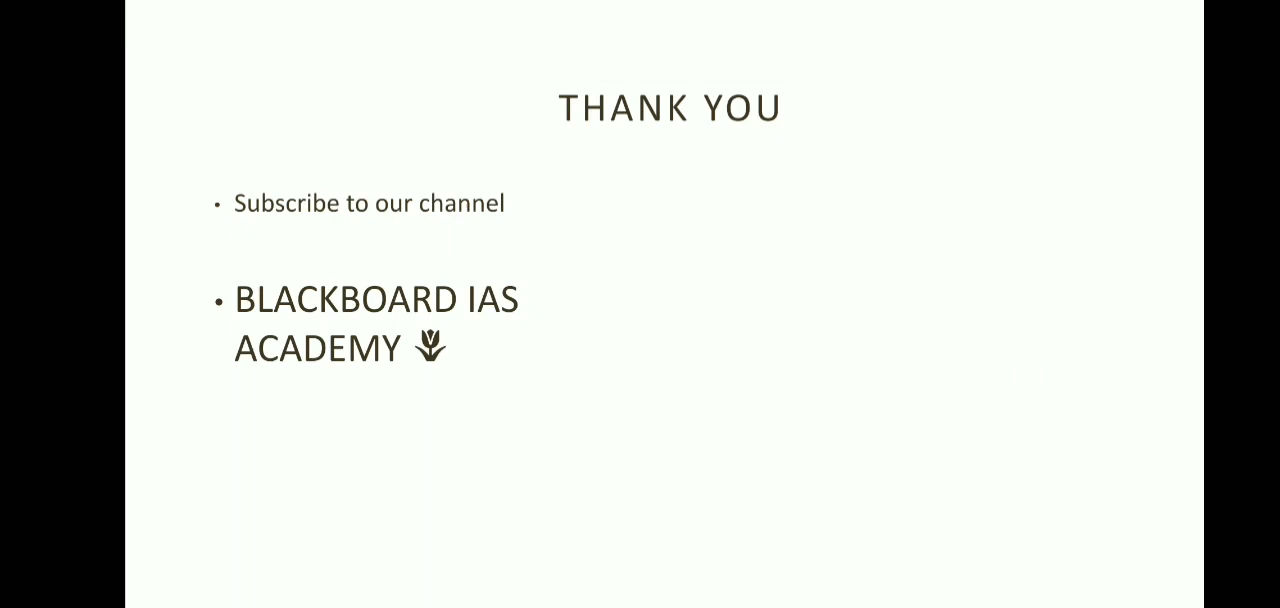 THANK YOU
• Subscribe to our channel
• BLACKBOARD IAS
ACADEMY 🌷